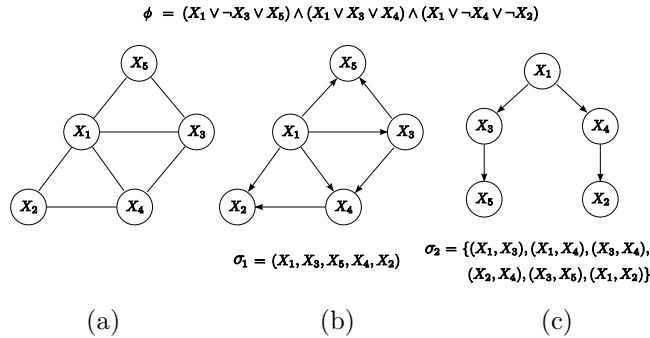 ϕ = (X₁ ∨ ¬X₃ ∨ X₅) ∧ (X₁ ∨ X₃ ∨ X₄) ∧ (X₁ ∨ ¬X₄ ∨ ¬X₂)
X₅
X₁
X₃
X₂
X₄
X₅
X₁
X₃
X₂
X₄
σ₁ = (X₁, X₃, X₅, X₄, X₂)
X₁
X₃
X₄
X₅
X₂
σ₂ = {(X₁, X₃), (X₁, X₄), (X₃, X₄),
(X₂, X₄), (X₃, X₅), (X₁, X₂)}
(a)
(b)
(c)